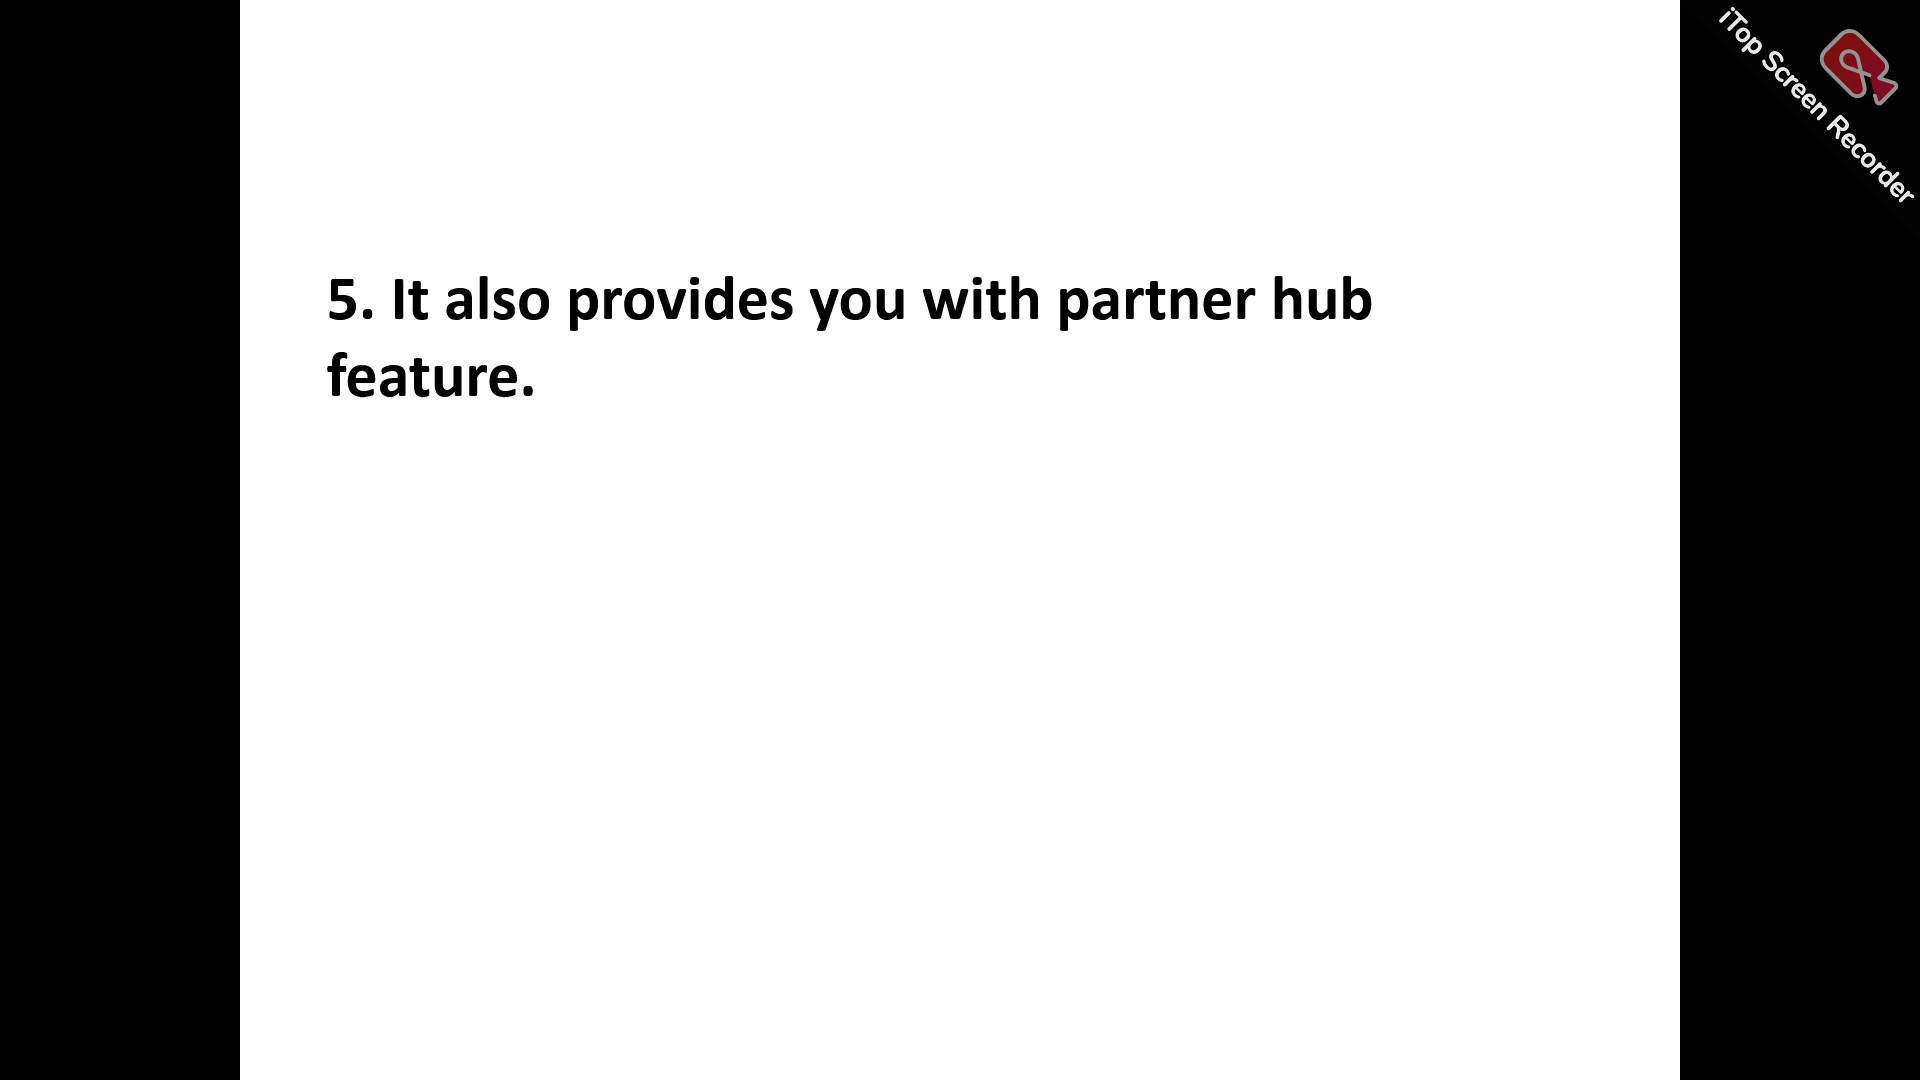 iTop Screen Recorder
5. It also provides you with partner hub
feature.